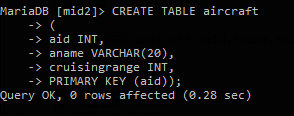 MariaDB [mid2]> CREATE TABLE aircraft
    -> (
    -> aid INT,
    -> aname VARCHAR(20),
    -> cruisingrange INT,
    -> PRIMARY KEY (aid));
Query OK, 0 rows affected (0.28 sec)